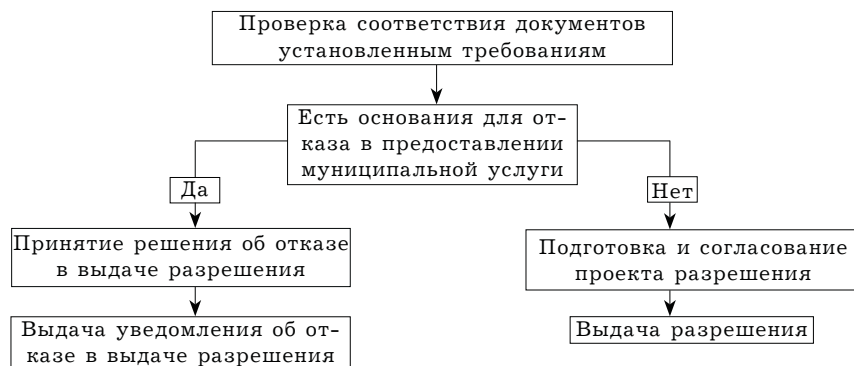 Проверка соответствия документов
установленным требованиям
Есть основания для от-
каза в предоставлении
муниципальной услуги
Да
Нет
Принятие решения об отказе
в выдаче разрешения
Подготовка и согласование
проекта разрешения
Выдача уведомления об от-
казе в выдаче разрешения
Выдача разрешения